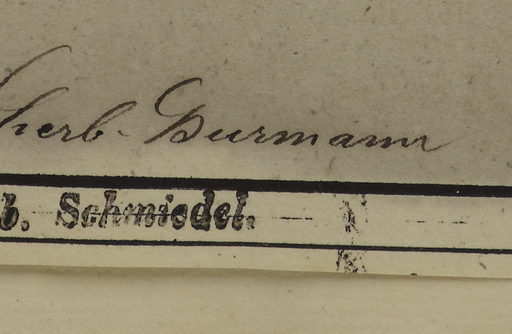 Herb. Burmann
b. Schmiedel.